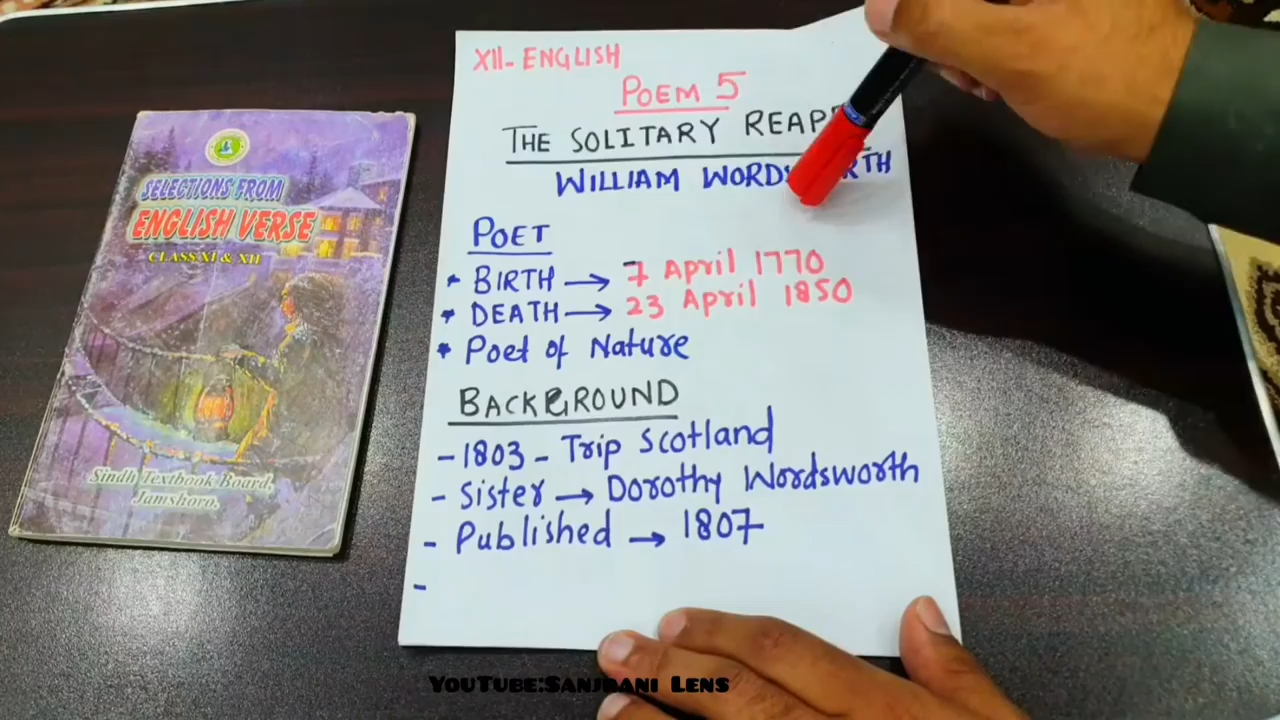 XII- ENGLISH
POEM 5
THE SOLITARY
WILLIAM
POET
* BIRTH → 7 April 1770
* DEATH → 23 April 1850
* Poet of Nature
BACKGROUND
- 1803 - Trip Scotland
- Sister → Dorothy Wordsworth
- Published → 1807
-
SELECTIONS FROM
ENGLISH VERSE
CLASS XI & XII
Sindh Textbook Board,
Jamshoro.
YouTube:Sanjrani Lens